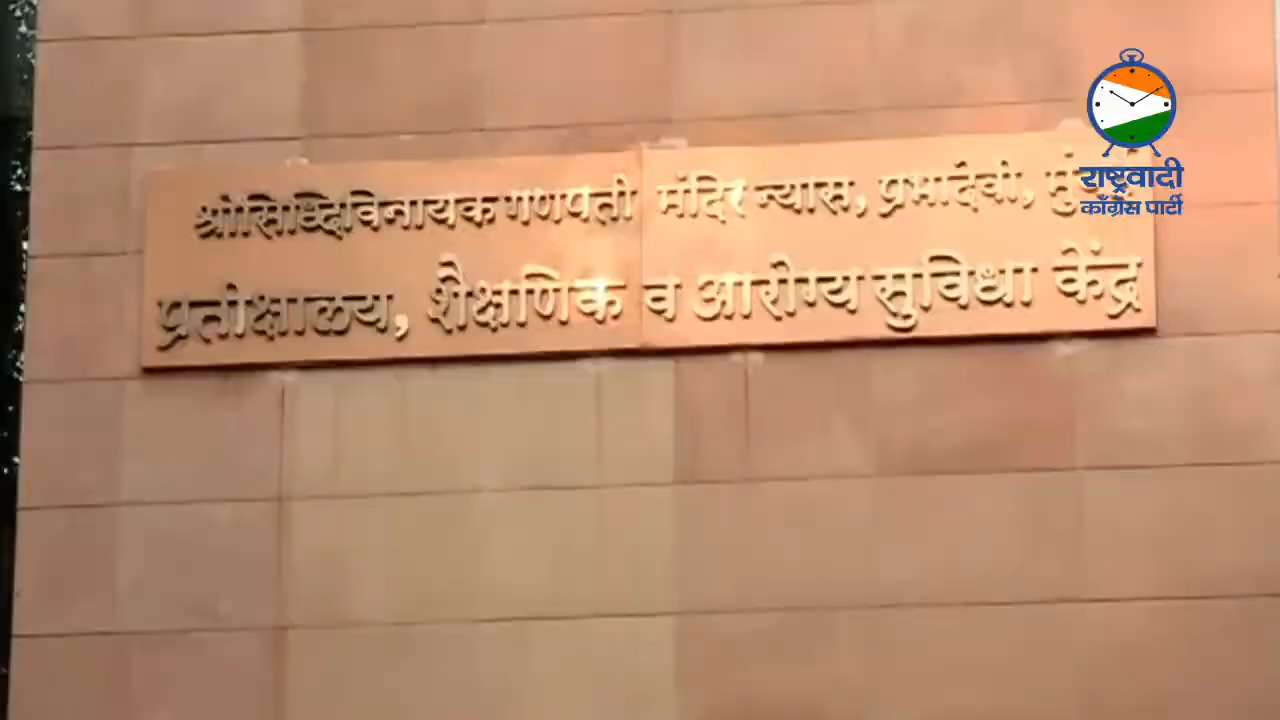 श्रीसिध्दिविनायक गणपती मंदिर न्यास, प्रभादेवी,
प्रतीक्षालय, शैक्षणिक व आरोग्य सुविधा केंद्र
राष्ट्रवादी
काँग्रेस पार्टी